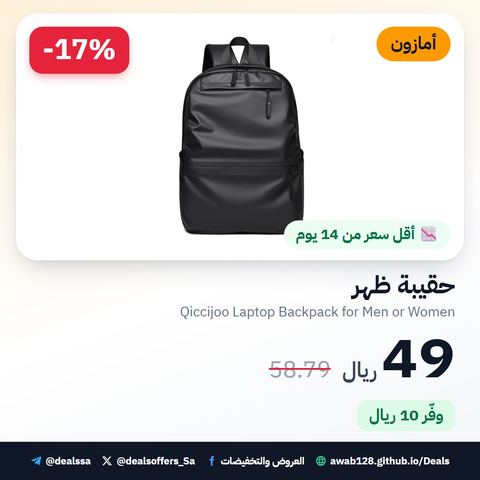 -17%
أمازون
أقل سعر من 14 يوم
حقيبة ظهر
Qiccijoo Laptop Backpack for Men or Women
49 ريال 58.79
وفّر 10 ريال
@dealssa @dealsoffers_Sa العروض والتخفيضات awab128.github.io/Deals